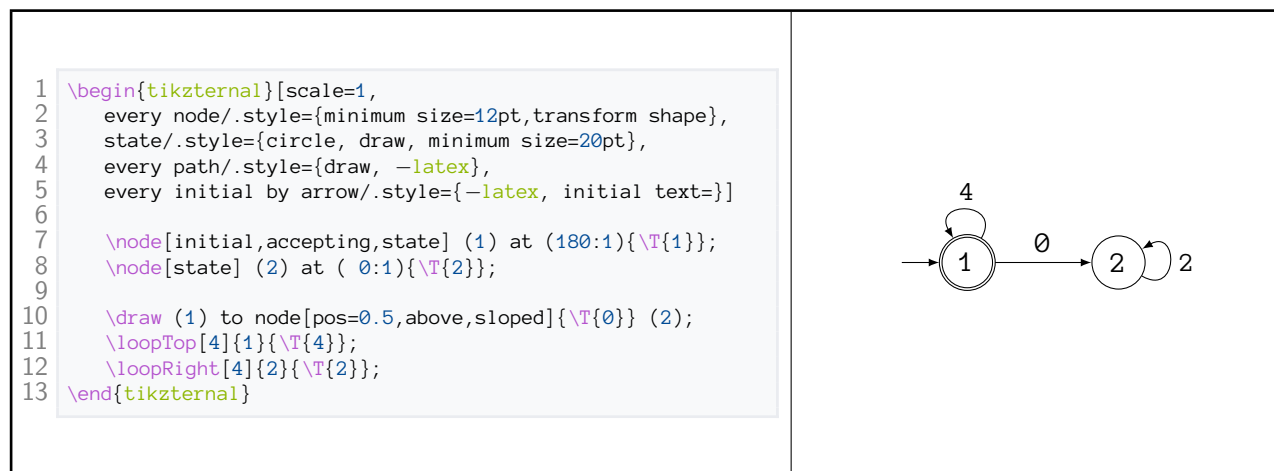 1 \begin{tikzternal}[scale=1,
2 every node/.style={minimum size=12pt,transform shape},
3 state/.style={circle, draw, minimum size=20pt},
4 every path/.style={draw, −latex},
5 every initial by arrow/.style={−latex, initial text=}]
6
7 \node[initial,accepting,state] (1) at (180:1){\T{1}};
8 \node[state] (2) at ( 0:1){\T{2}};
9
10 \draw (1) to node[pos=0.5,above,sloped]{\T{0}} (2);
11 \loopTop[4]{1}{\T{4}};
12 \loopRight[4]{2}{\T{2}};
13 \end{tikzternal}
4
0
1
2
2